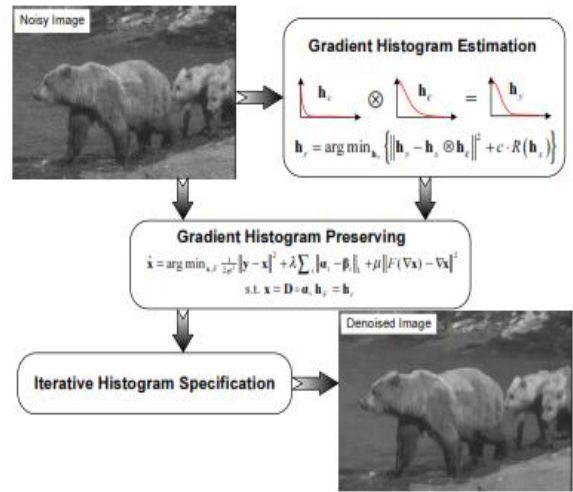 Noisy Image
Gradient Histogram Estimation
h_x ⊗ h_ε = h_y
h_r = arg min_{h_x} { ‖h_y − h_x ⊗ h_ε‖² + c · R(h_x) }
Gradient Histogram Preserving
x̂ = arg min_{x,F} 1/(2σ²) ‖y − x‖² + λ∑_i ‖α_i − β_i‖_1 + μ‖F(∇x) − ∇x‖²
s.t. x = D∘α, h_F = h_r
Iterative Histogram Specification
Denoised Image